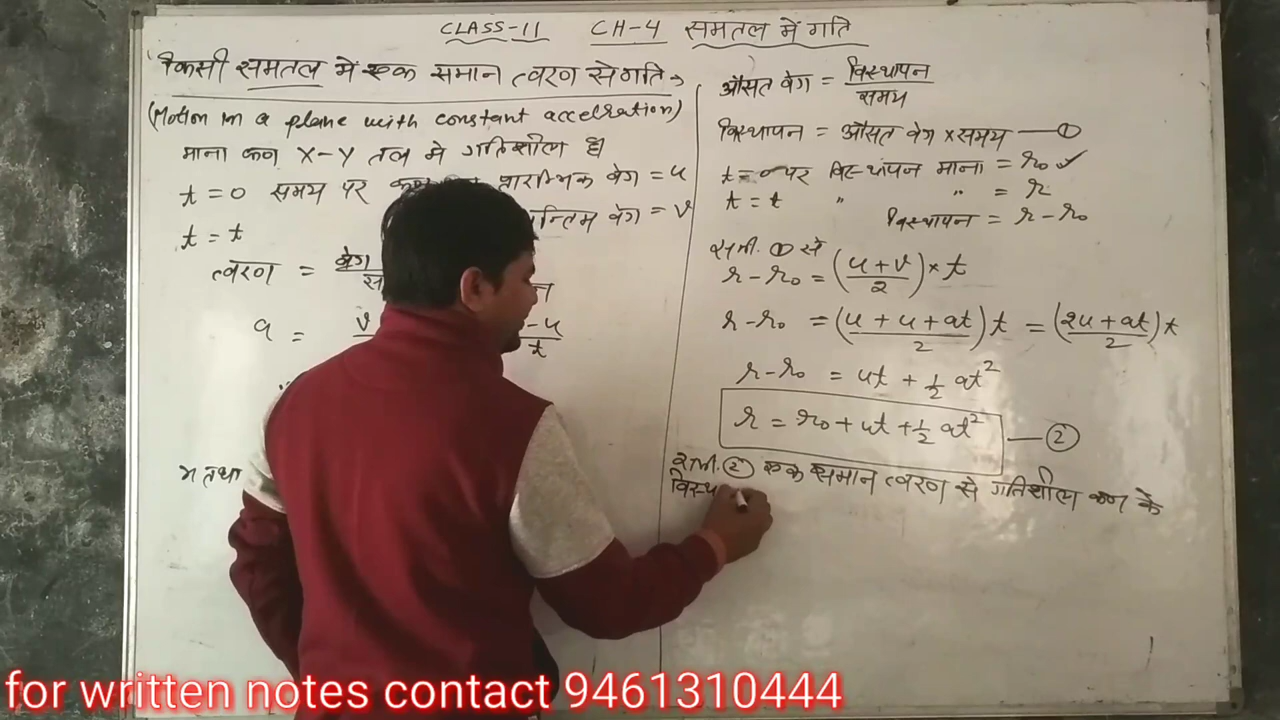 CLASS-11 CH-4 समतल में गति
किसी समतल में एक समान त्वरण से गति →
(Motion in a plane with constant accelration)
माना कण X-Y तल में गतिशील है
t = 0 समय पर प्रारम्भिक वेग = u
t = t न्तिम वेग = v
त्वरण = वेग
a = v - u
t
तथा
औसत वेग = विस्थापन
समय
विस्थापन = औसत वेग × समय — ①
t = 0 पर विस्थापन माना = r₀ ✓
t = t " " = r
विस्थापन = r - r₀
समी. ① से
r - r₀ = (u + v / 2) × t
r - r₀ = (u + u + at / 2) t = (2u + at / 2) t
r - r₀ = ut + ½ at²
r = r₀ + ut + ½ at² — ②
समी. ② एक समान त्वरण से गतिशील कण के
विस्थ
for written notes contact 9461310444